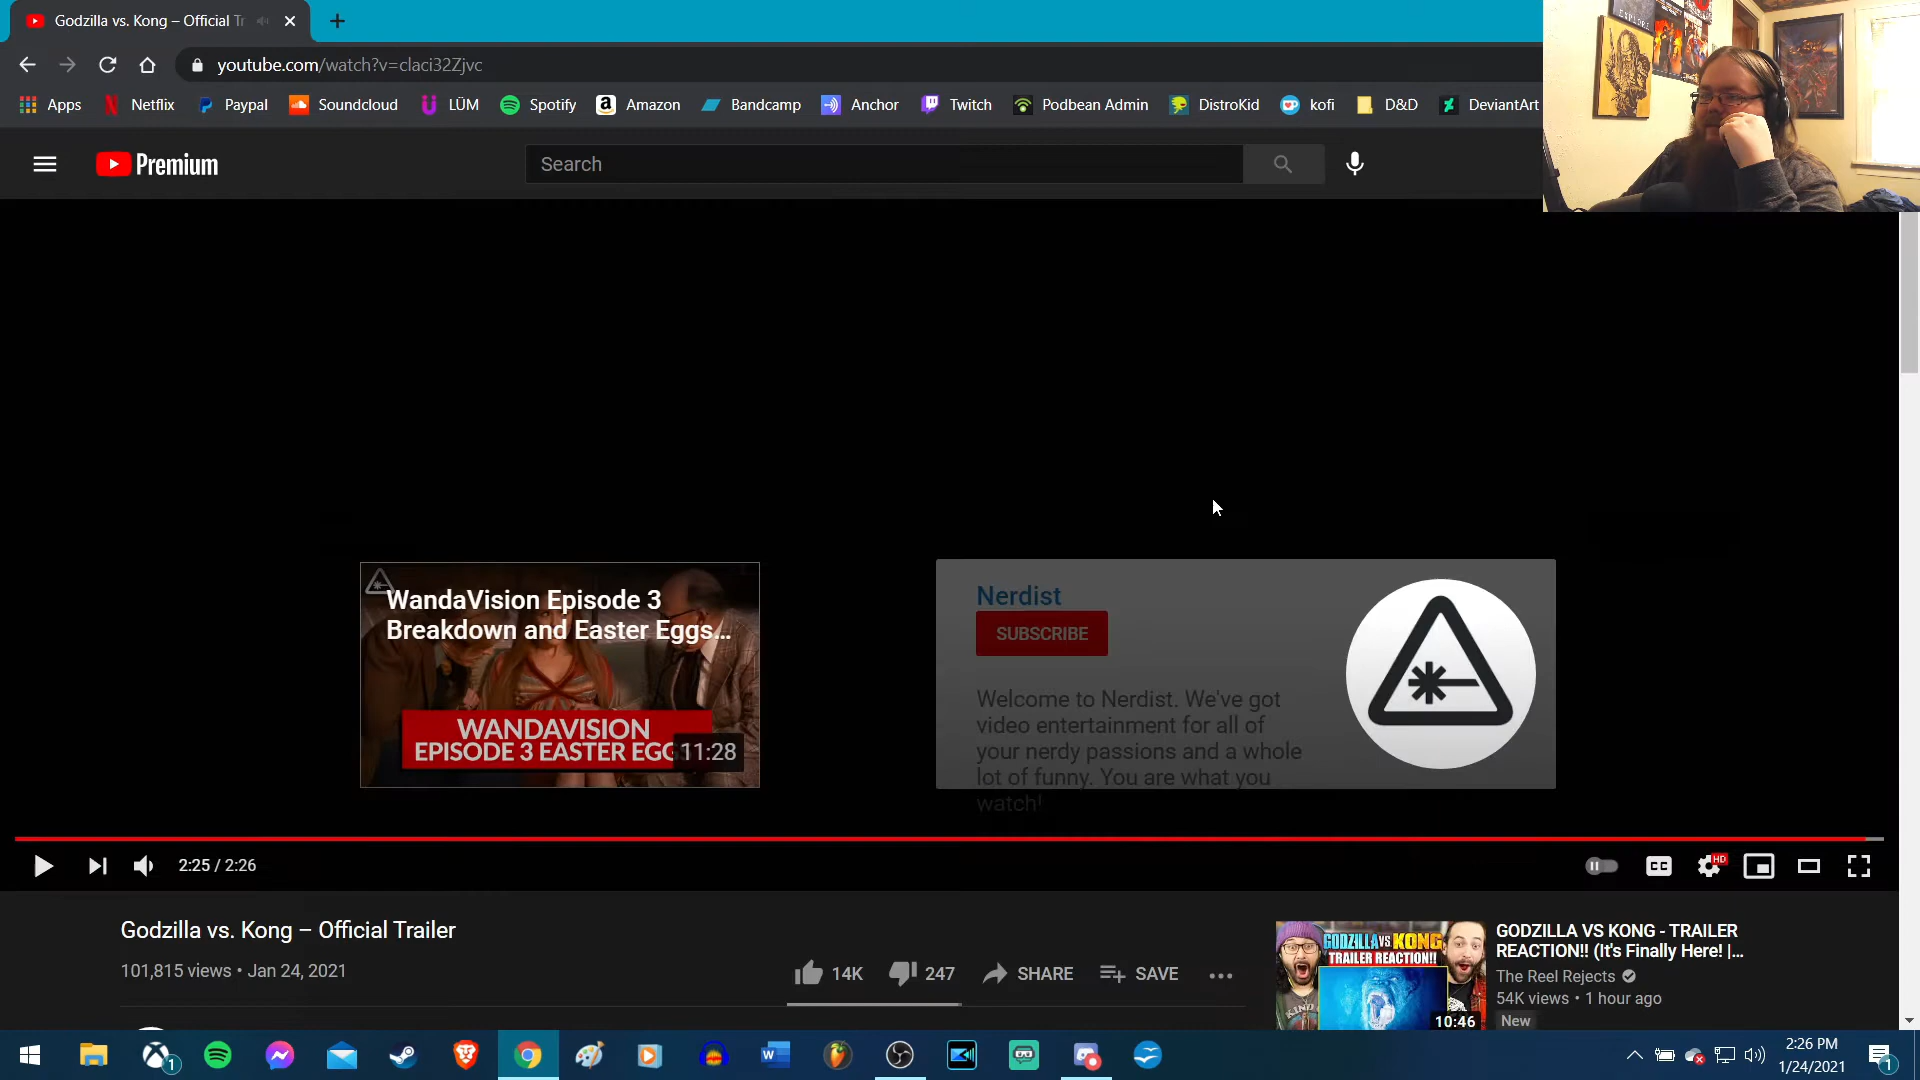 Godzilla vs. Kong – Official Tr
youtube.com/watch?v=claci32Zjvc
Apps Netflix Paypal Soundcloud LÜM Spotify Amazon Bandcamp Anchor Twitch Podbean Admin DistroKid kofi D&D DeviantArt
EXPLORE
Premium
Search
WandaVision Episode 3
Breakdown and Easter Eggs...
WANDAVISION
EPISODE 3 EASTER EGG
11:28
Nerdist
SUBSCRIBE
Welcome to Nerdist. We've got
video entertainment for all of
your nerdy passions and a whole
lot of funny. You are what you
watch!
2:25 / 2:26
CC
HD
Godzilla vs. Kong – Official Trailer
101,815 views • Jan 24, 2021
14K 247 SHARE SAVE
GODZILLA VS KONG
TRAILER REACTION!!
10:46
GODZILLA VS KONG - TRAILER
REACTION!! (It's Finally Here! |...
The Reel Rejects
54K views • 1 hour ago
New
1
2:26 PM
1/24/2021
1